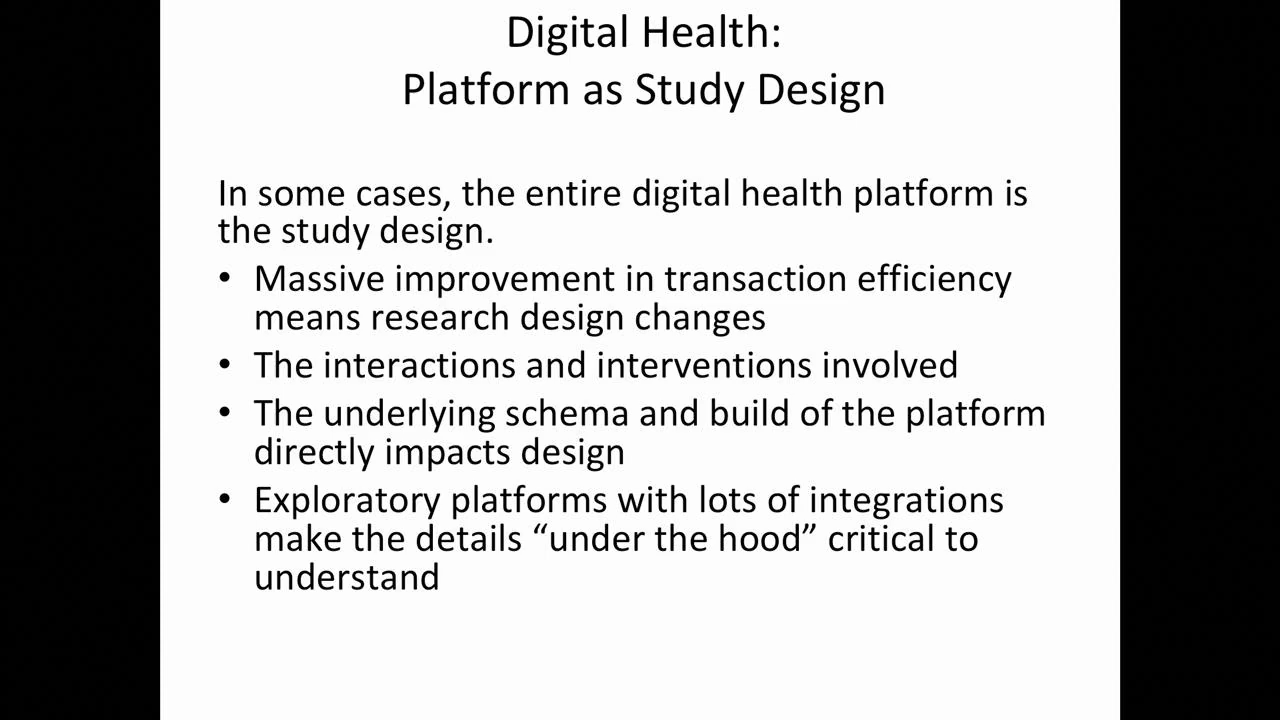 Digital Health:
Platform as Study Design
In some cases, the entire digital health platform is
the study design.
• Massive improvement in transaction efficiency
means research design changes
• The interactions and interventions involved
• The underlying schema and build of the platform
directly impacts design
• Exploratory platforms with lots of integrations
make the details “under the hood” critical to
understand